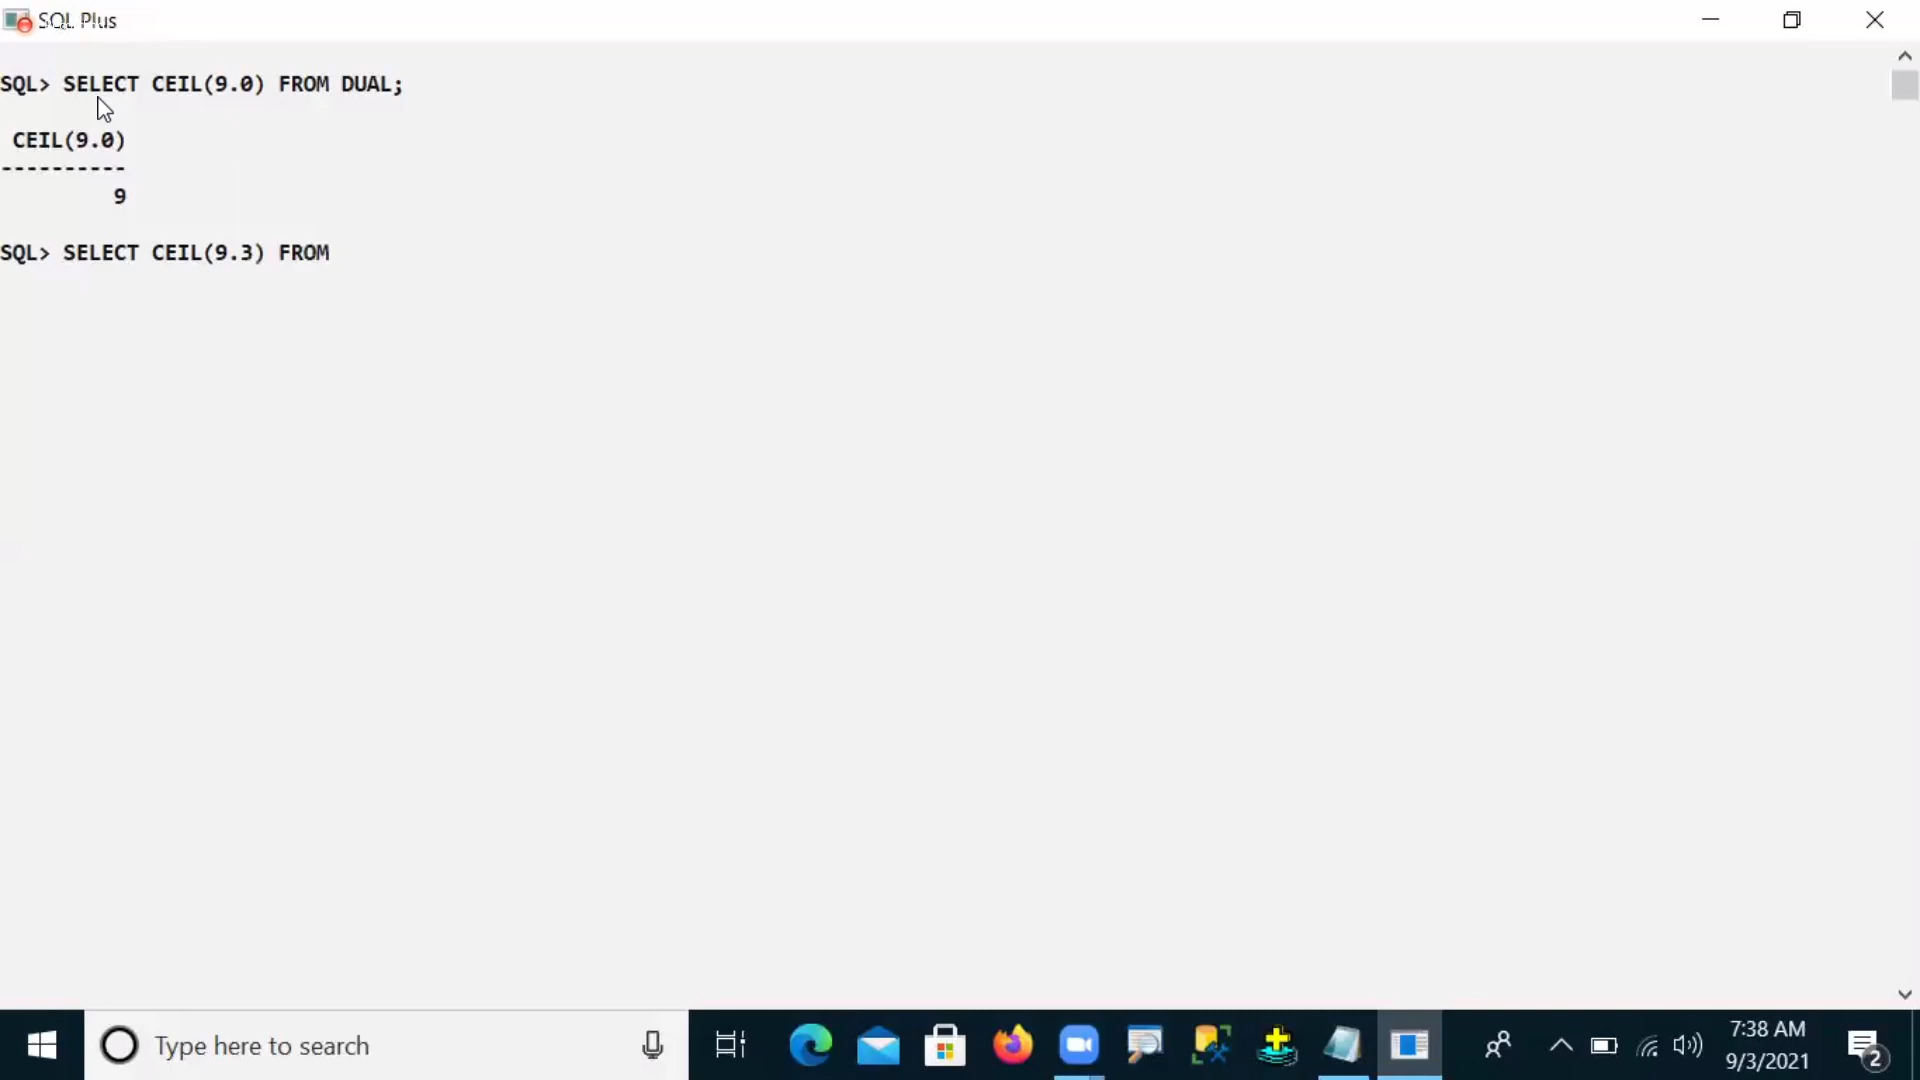 SQL Plus
SQL> SELECT CEIL(9.0) FROM DUAL;
CEIL(9.0)
----------
9
SQL> SELECT CEIL(9.3) FROM
Type here to search
7:38 AM
9/3/2021
2